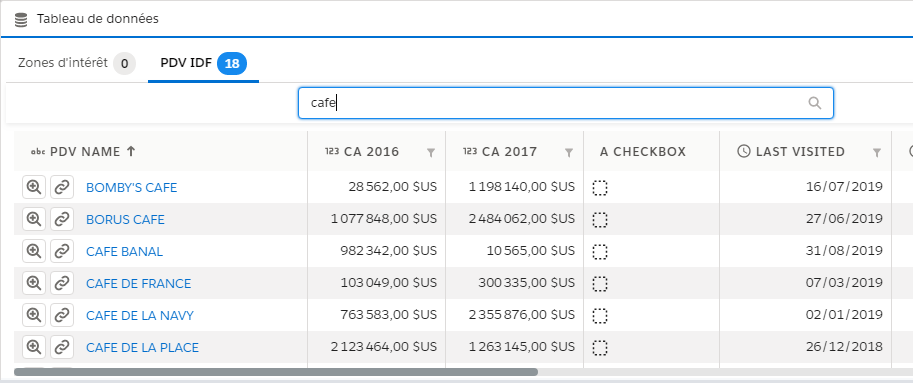 Tableau de données
Zones d'intérêt 0 PDV IDF 18
cafe
abc PDV NAME ↑ 123 CA 2016 123 CA 2017 A CHECKBOX LAST VISITED
BOMBY'S CAFE 28 562,00 $US 1 198 140,00 $US 16/07/2019
BORUS CAFE 1 077 848,00 $US 2 484 062,00 $US 27/06/2019
CAFE BANAL 982 342,00 $US 10 565,00 $US 31/08/2019
CAFE DE FRANCE 103 049,00 $US 300 335,00 $US 07/03/2019
CAFE DE LA NAVY 763 583,00 $US 2 355 876,00 $US 02/01/2019
CAFE DE LA PLACE 2 123 464,00 $US 1 263 145,00 $US 26/12/2018